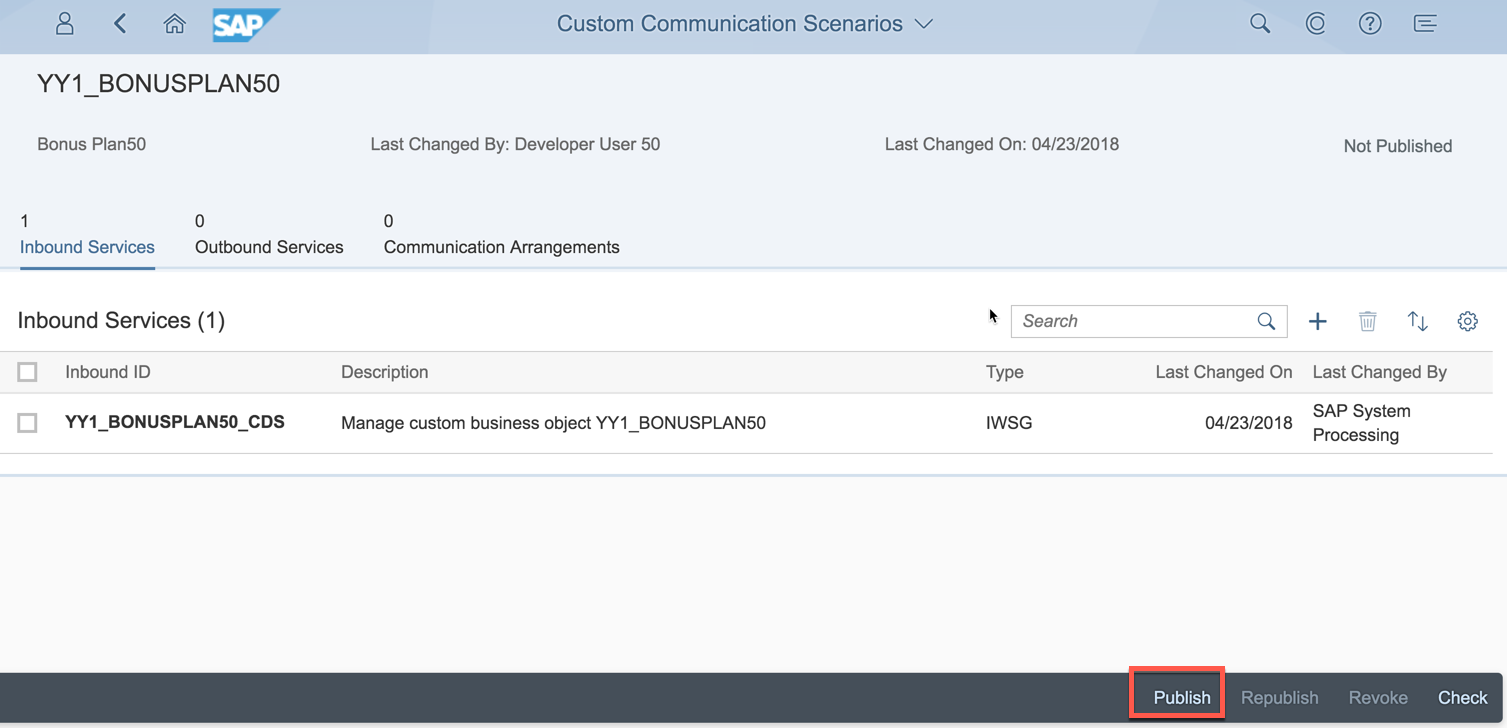 SAP
Custom Communication Scenarios
YY1_BONUSPLAN50
Bonus Plan50 Last Changed By: Developer User 50 Last Changed On: 04/23/2018 Not Published
1 0 0
Inbound Services Outbound Services Communication Arrangements
Inbound Services (1) Search
Inbound ID Description Type Last Changed On Last Changed By
YY1_BONUSPLAN50_CDS Manage custom business object YY1_BONUSPLAN50 IWSG 04/23/2018 SAP System
Processing
Publish Republish Revoke Check